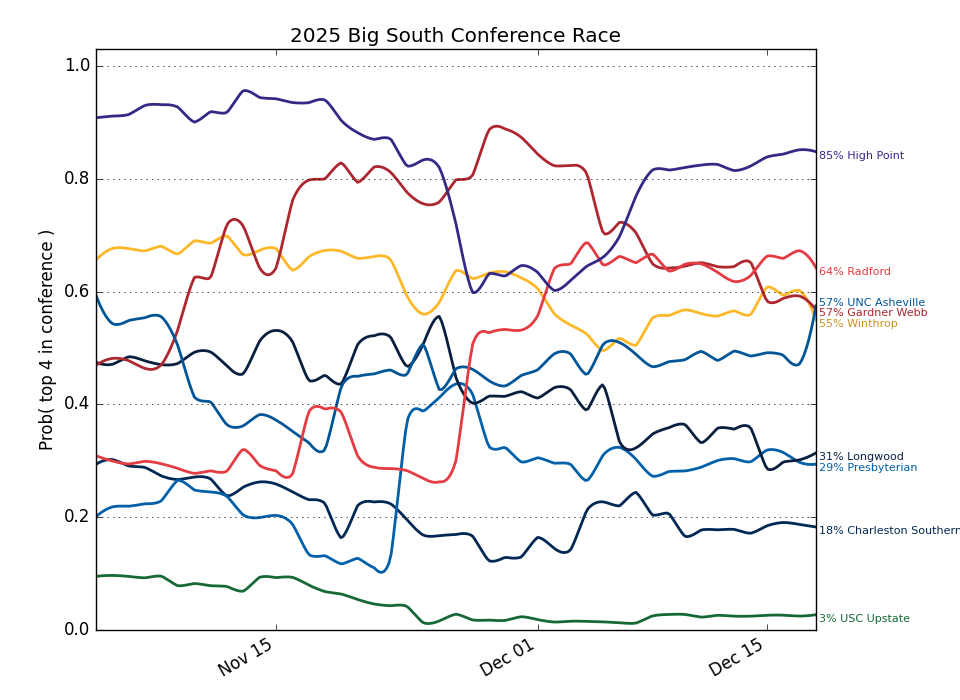 2025 Big South Conference Race
Prob( top 4 in conference )
1.0
0.8
0.6
0.4
0.2
0.0
Nov 15
Dec 01
Dec 15
85% High Point
64% Radford
57% UNC Asheville
57% Gardner Webb
55% Winthrop
31% Longwood
29% Presbyterian
18% Charleston Southern
3% USC Upstate